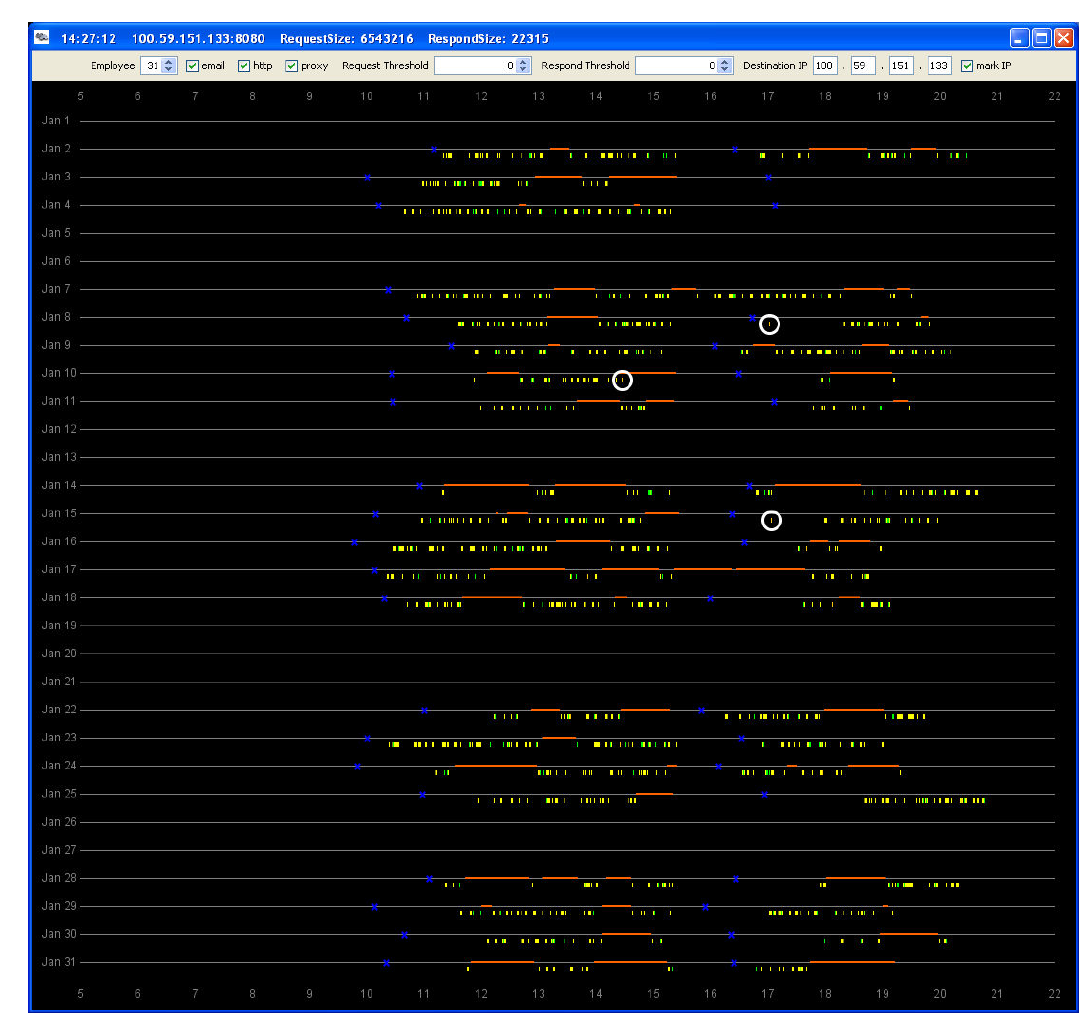 14:27:12 100.59.151.133:8080 RequestSize: 6543216 RespondSize: 22315
Employee 31 email http proxy Request Threshold 0 Respond Threshold 0 Destination IP 100 . 59 . 151 . 133 mark IP
5 6 7 8 9 10 11 12 13 14 15 16 17 18 19 20 21 22
Jan 1
Jan 2
Jan 3
Jan 4
Jan 5
Jan 6
Jan 7
Jan 8
Jan 9
Jan 10
Jan 11
Jan 12
Jan 13
Jan 14
Jan 15
Jan 16
Jan 17
Jan 18
Jan 19
Jan 20
Jan 21
Jan 22
Jan 23
Jan 24
Jan 25
Jan 26
Jan 27
Jan 28
Jan 29
Jan 30
Jan 31
5 6 7 8 9 10 11 12 13 14 15 16 17 18 19 20 21 22